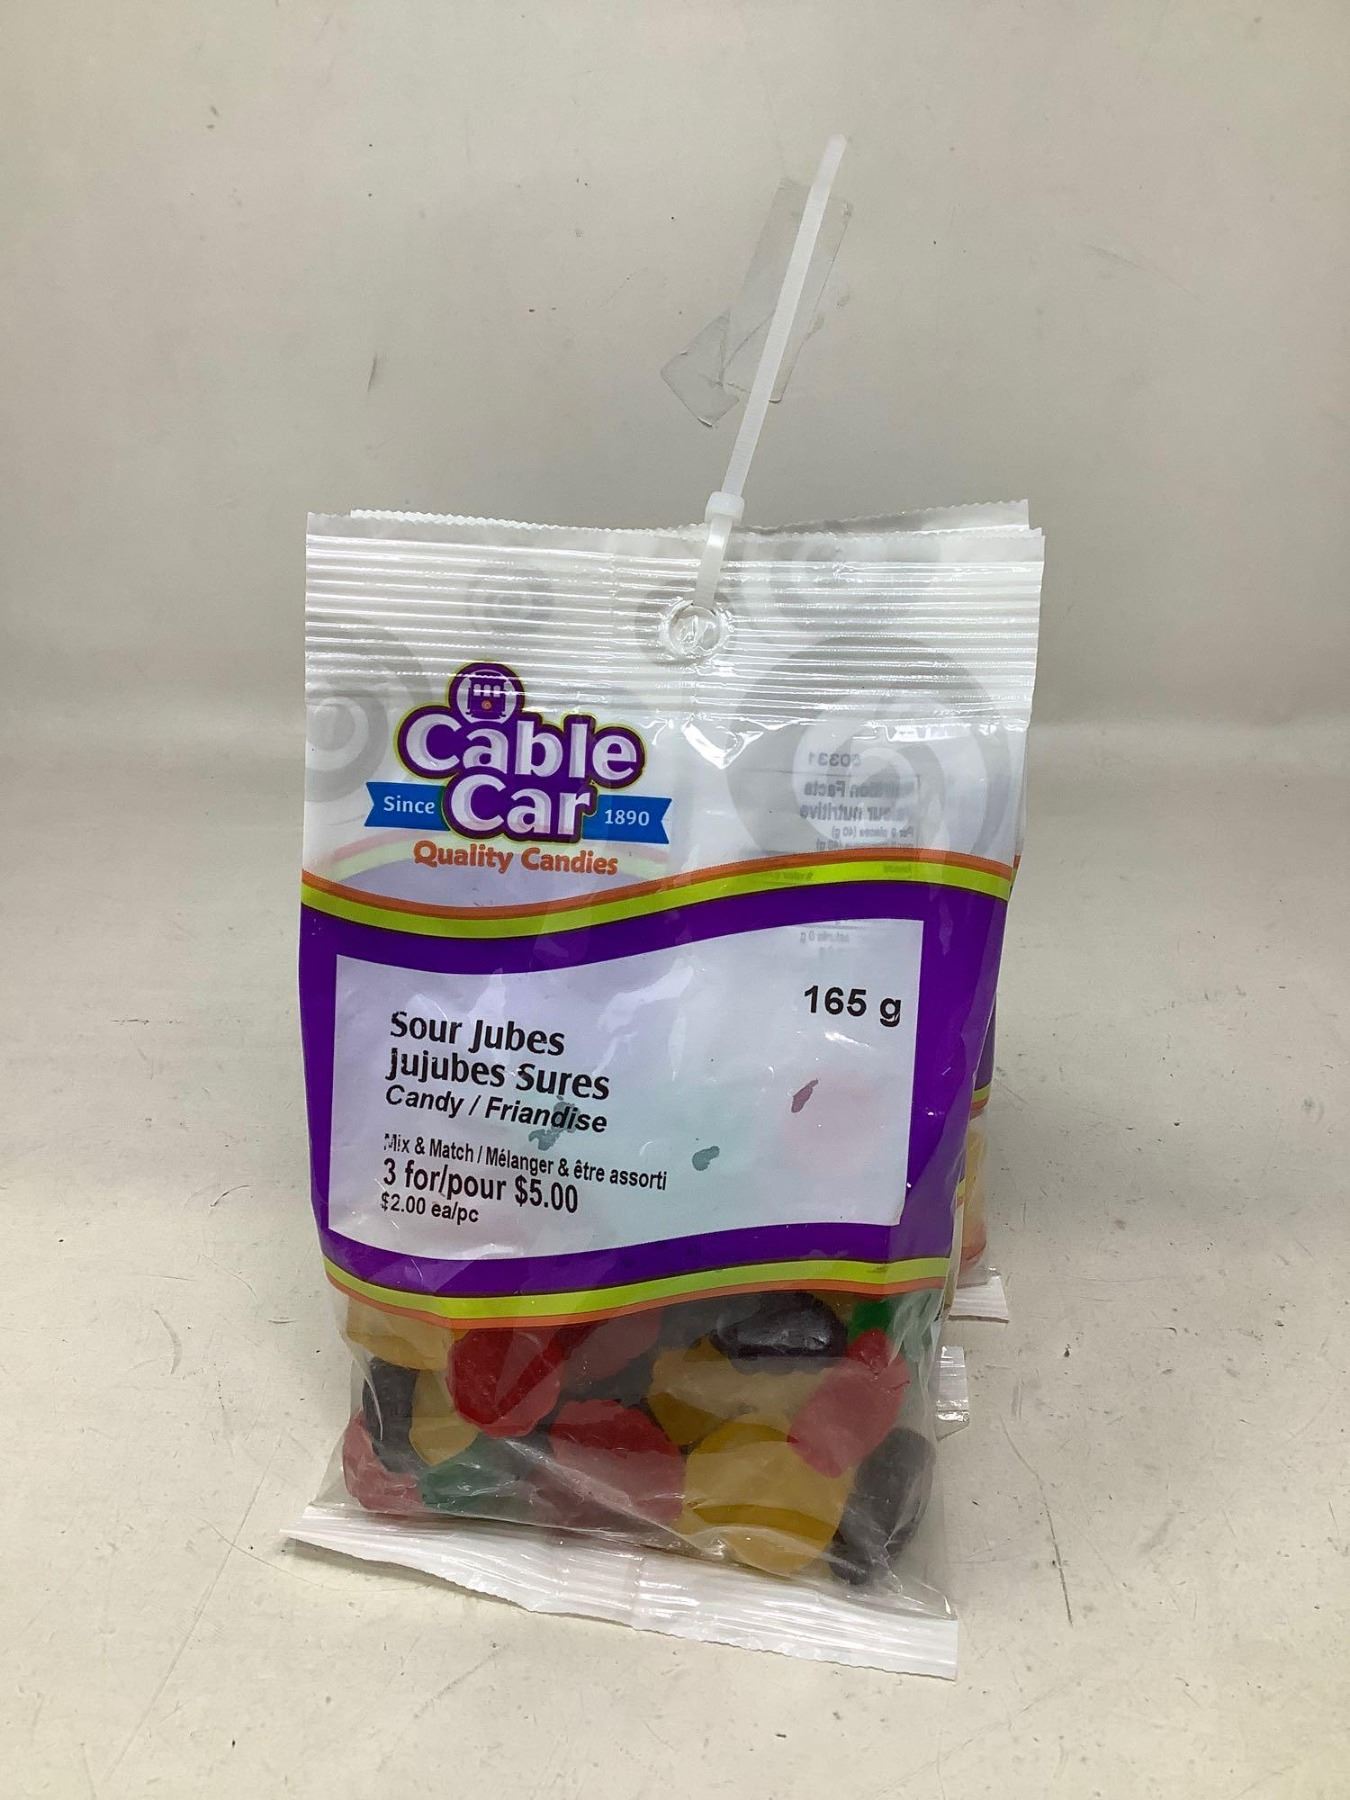 Cable
Since Car 1890
Quality Candies
165 g
Sour Jubes
Jujubes Sures
Candy / Friandise
Mix & Match / Mélanger & être assorti
3 for/pour $5.00
$2.00 ea/pc